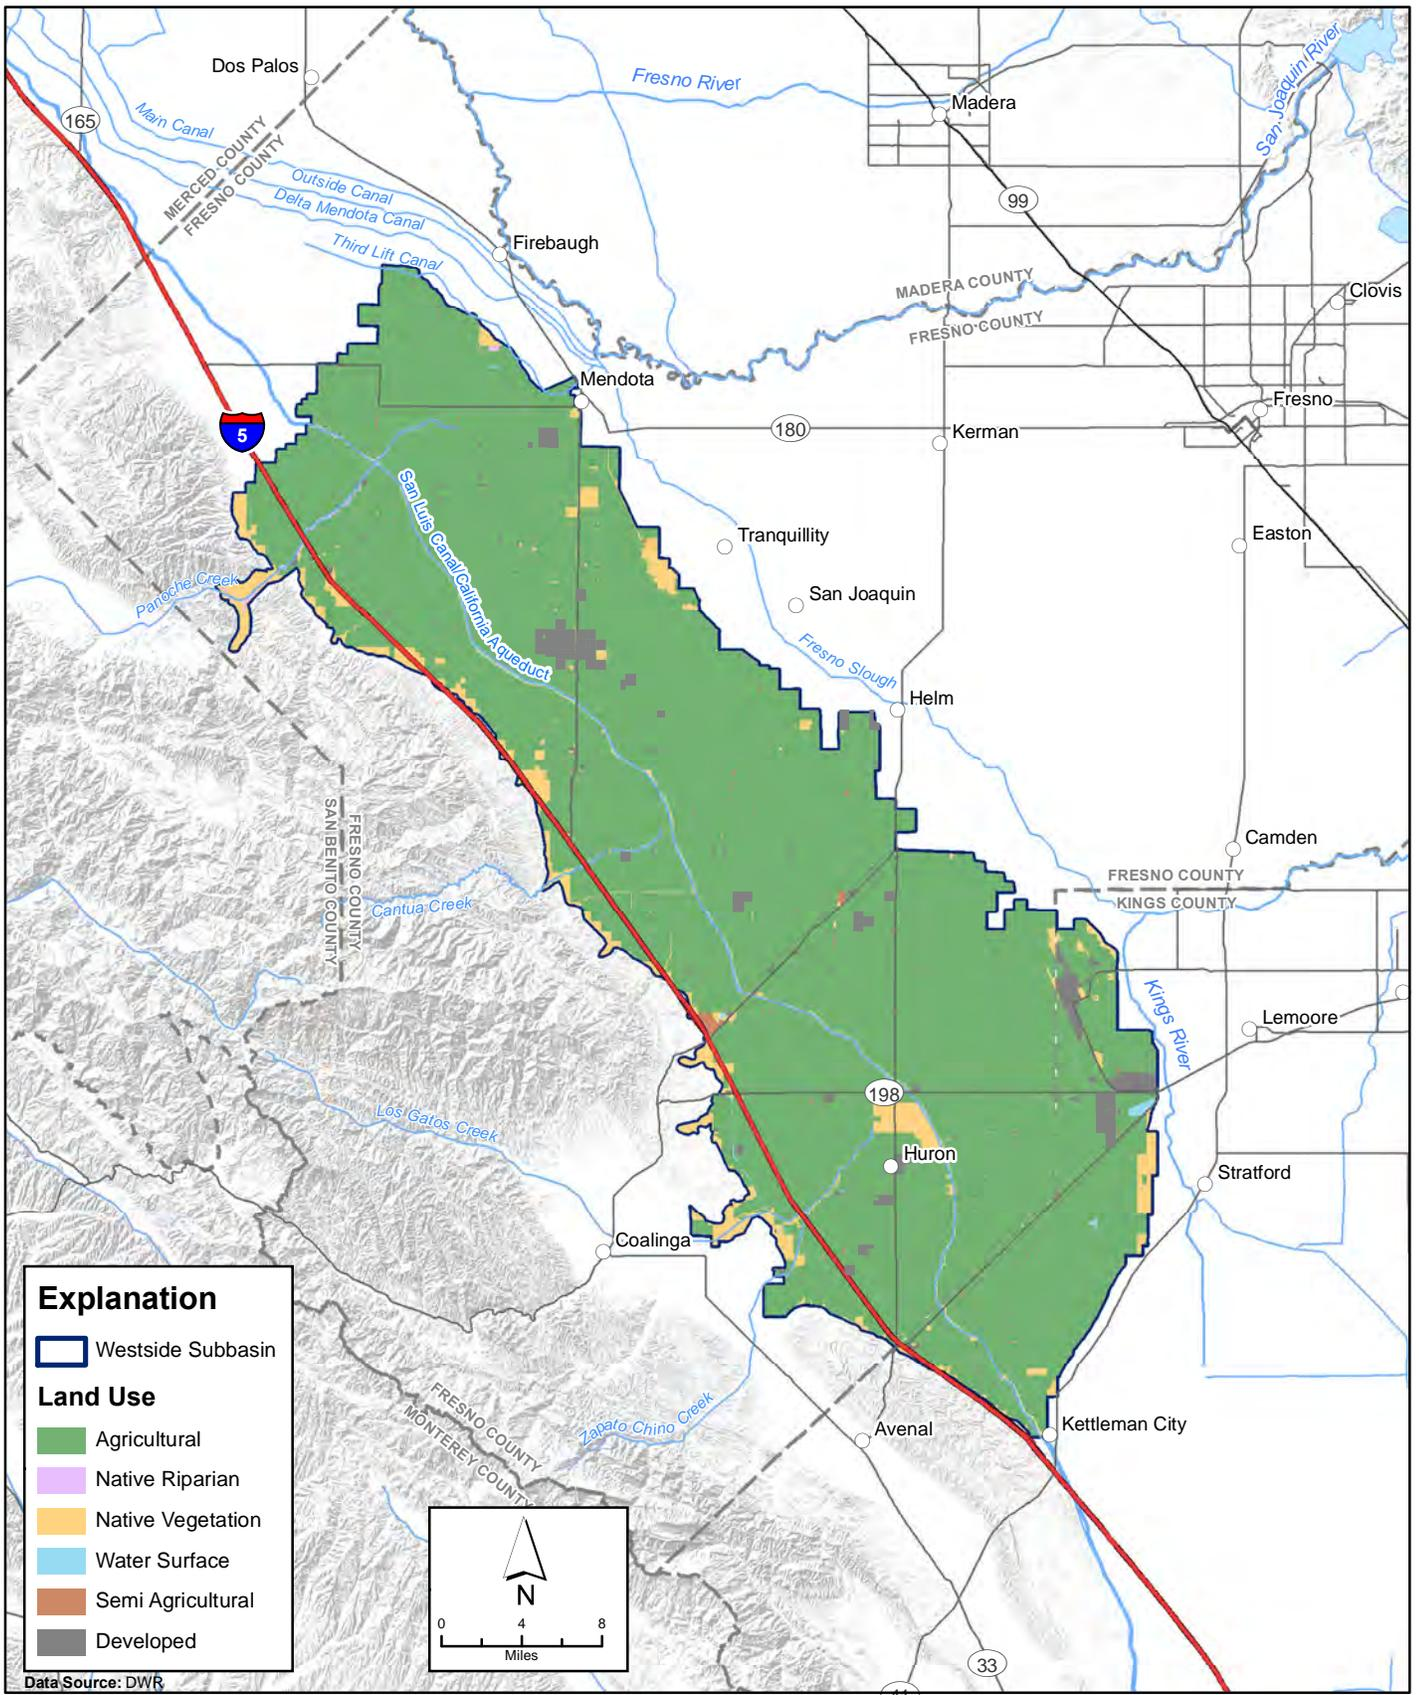 Dos Palos
Fresno River
Madera
San Joaquin River
165
Main Canal
MERCED COUNTY
FRESNO COUNTY
Outside Canal
Delta Mendota Canal
Third Lift Canal
Firebaugh
99
MADERA COUNTY
FRESNO COUNTY
Clovis
Mendota
Fresno
5
180
Kerman
San Luis Canal/California Aqueduct
Tranquillity
Easton
Panoche Creek
San Joaquin
Fresno Slough
Helm
SAN BENITO COUNTY
FRESNO COUNTY
Camden
FRESNO COUNTY
KINGS COUNTY
Cantua Creek
Kings River
Lemoore
198
Los Gatos Creek
Huron
Stratford
Coalinga
Explanation
Westside Subbasin
Land Use
Agricultural
Native Riparian
Native Vegetation
Water Surface
Semi Agricultural
Developed
Data Source: DWR
FRESNO COUNTY
MONTEREY COUNTY
Zapato Chino Creek
Avenal
Kettleman City
N
0 4 8
Miles
33
41